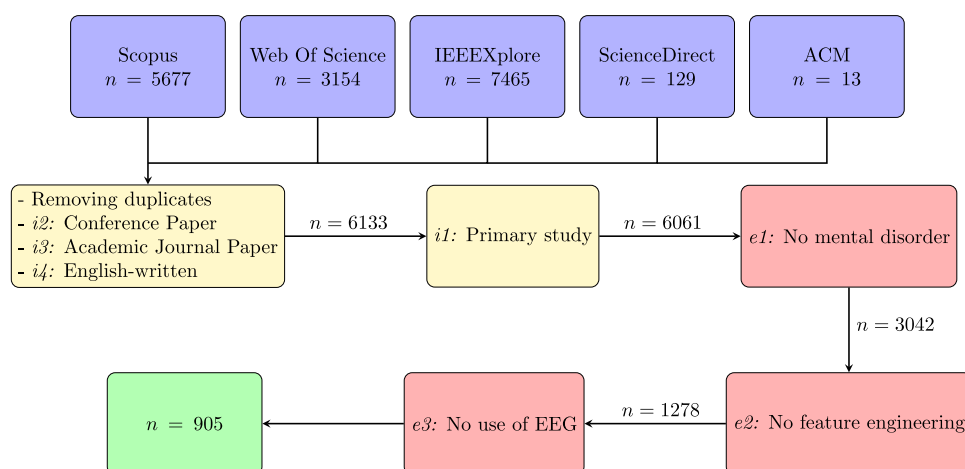 Scopus
n = 5677
Web Of Science
n = 3154
IEEEXplore
n = 7465
ScienceDirect
n = 129
ACM
n = 13
- Removing duplicates
- i2: Conference Paper
- i3: Academic Journal Paper
- i4: English-written
n = 6133
i1: Primary study
n = 6061
e1: No mental disorder
n = 3042
e2: No feature engineering
n = 1278
e3: No use of EEG
n = 905